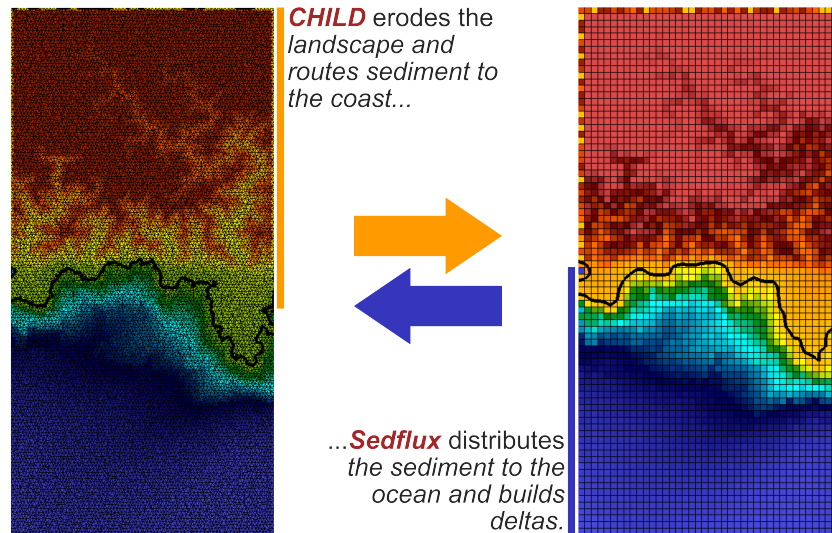 CHILD erodes the
landscape and
routes sediment to
the coast...
...Sedflux distributes
the sediment to the
ocean and builds
deltas.